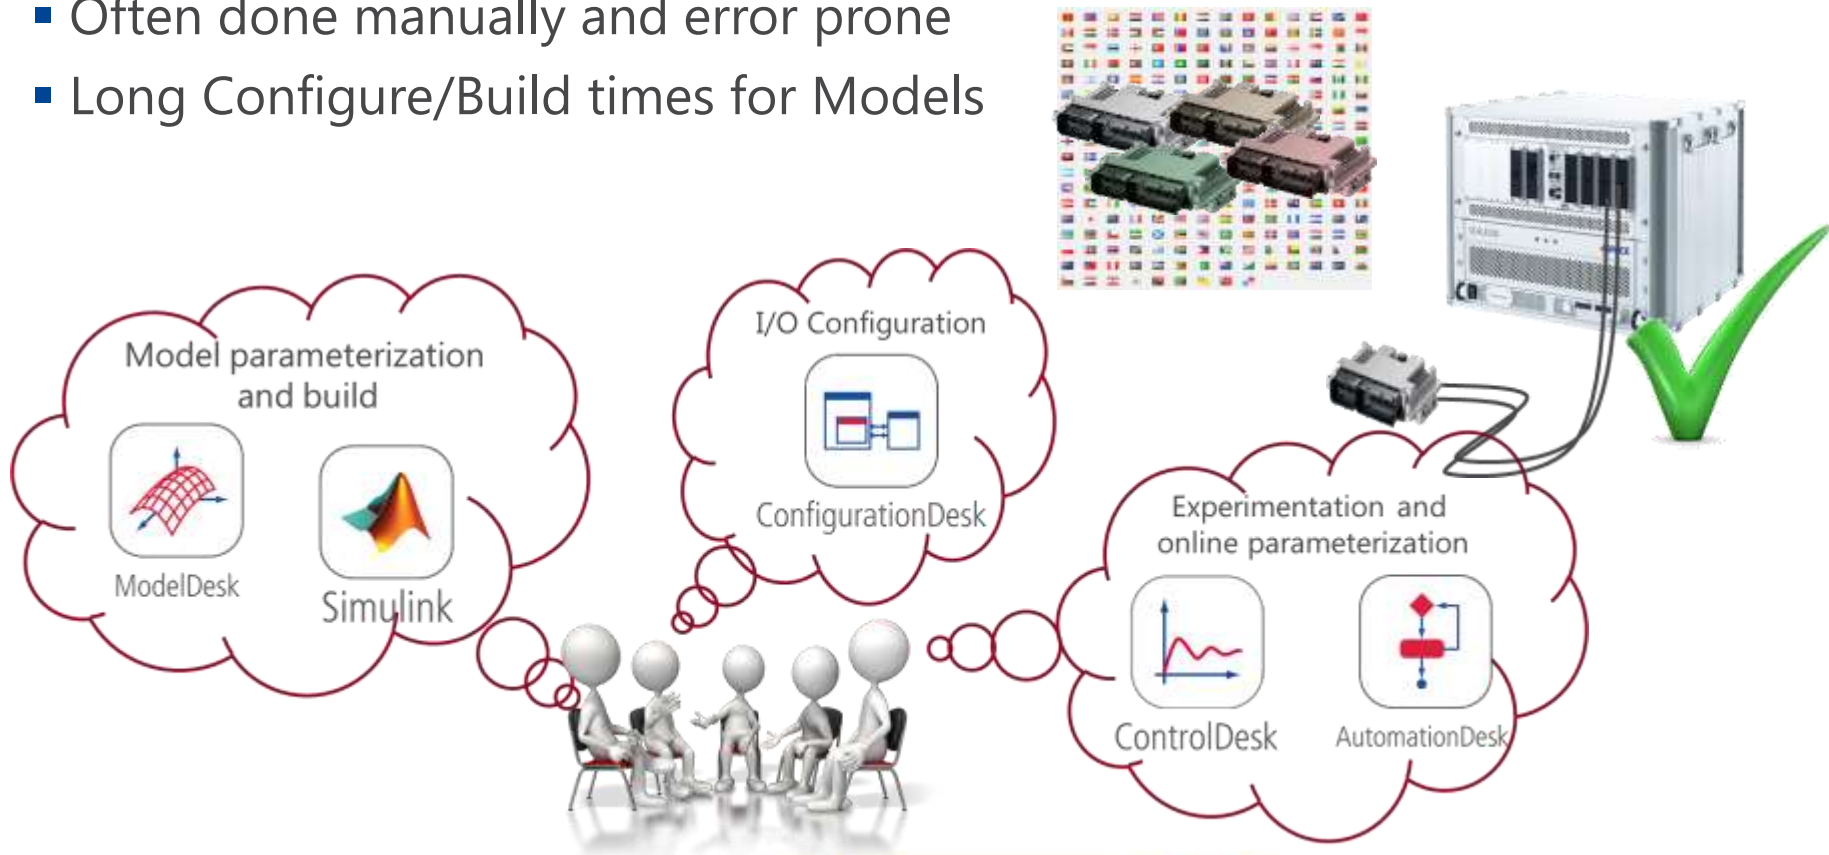 Often done manually and error prone
Long Configure/Build times for Models
I/O Configuration
ConfigurationDesk
Model parameterization
and build
ModelDesk
Simulink
Experimentation and
online parameterization
ControlDesk
AutomationDesk